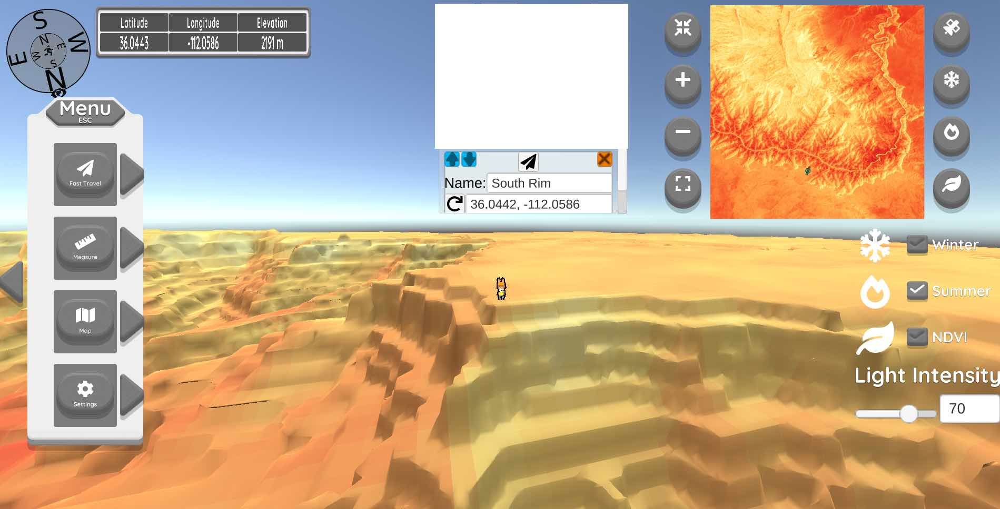 S
W
E
N
N
E
S
W
Latitude Longitude Elevation
36.0443 -112.0586 2191 m
Menu
ESC
Fast Travel
Measure
Map
Settings
Name: South Rim
36.0442, -112.0586
Winter
Summer
NDVI
Light Intensity
70